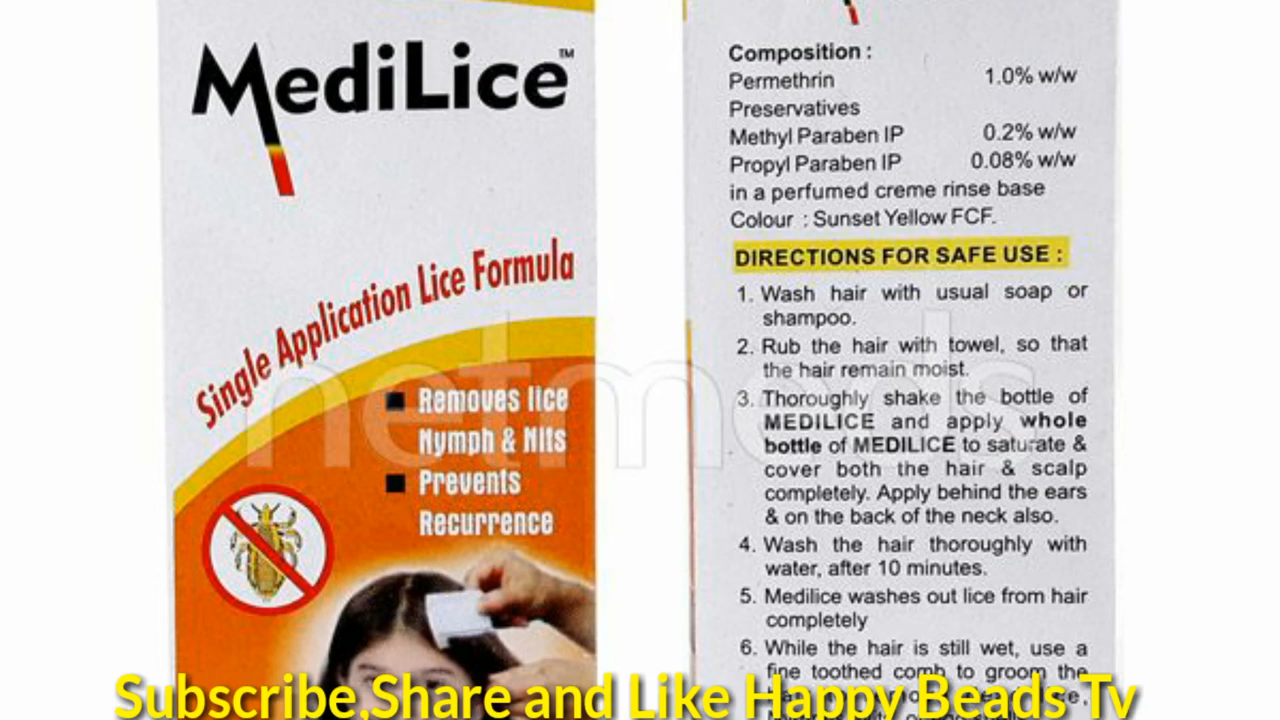 MediLice™
Single Application Lice Formula
Removes lice
Nymph & Nits
Prevents
Recurrence
Composition :
Permethrin 1.0% w/w
Preservatives
Methyl Paraben IP 0.2% w/w
Propyl Paraben IP 0.08% w/w
in a perfumed creme rinse base
Colour : Sunset Yellow FCF.
DIRECTIONS FOR SAFE USE :
1. Wash hair with usual soap or
shampoo.
2. Rub the hair with towel, so that
the hair remain moist.
3. Thoroughly shake the bottle of
MEDILICE and apply whole
bottle of MEDILICE to saturate &
cover both the hair & scalp
completely. Apply behind the ears
& on the back of the neck also.
4. Wash the hair thoroughly with
water, after 10 minutes.
5. Medilice washes out lice from hair
completely
6. While the hair is still wet, use a
fine toothed comb to groom the
netmeds
Subscribe,Share and Like Happy Beads Tv